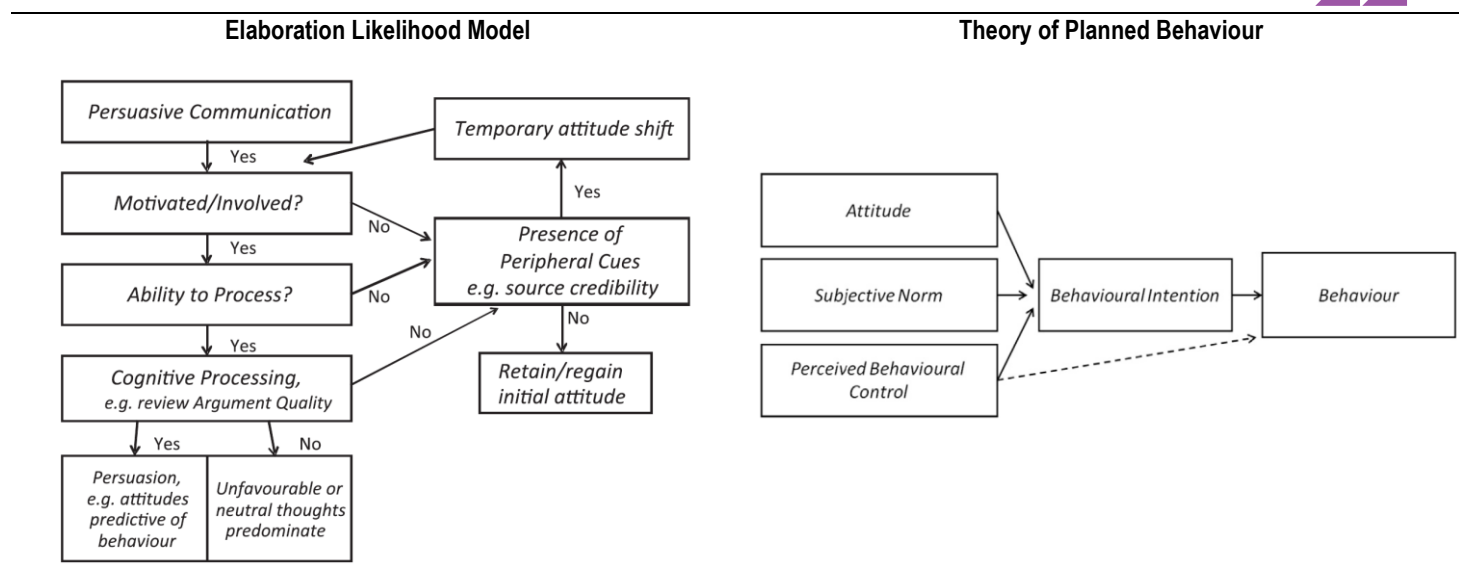 Elaboration Likelihood Model
Persuasive Communication
Yes
Motivated/Involved?
No
Yes
Ability to Process?
No
Yes
Cognitive Processing,
e.g. review Argument Quality
No
Yes
No
Persuasion,
e.g. attitudes
predictive of
behaviour
Unfavourable or
neutral thoughts
predominate
Temporary attitude shift
Yes
Presence of
Peripheral Cues
e.g. source credibility
No
Retain/regain
initial attitude
Theory of Planned Behaviour
Attitude
Subjective Norm
Perceived Behavioural
Control
Behavioural Intention
Behaviour